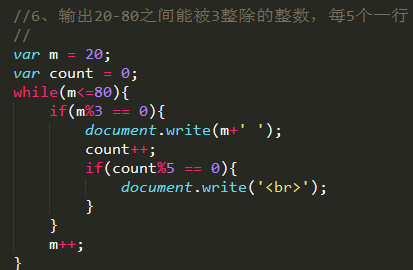 //6、输出20-80之间能被3整除的整数，每5个一行
//
var m = 20;
var count = 0;
while(m<=80){
    if(m%3 == 0){
        document.write(m+' ');
        count++;
        if(count%5 == 0){
            document.write('<br>');
        }
    }
    m++;
}